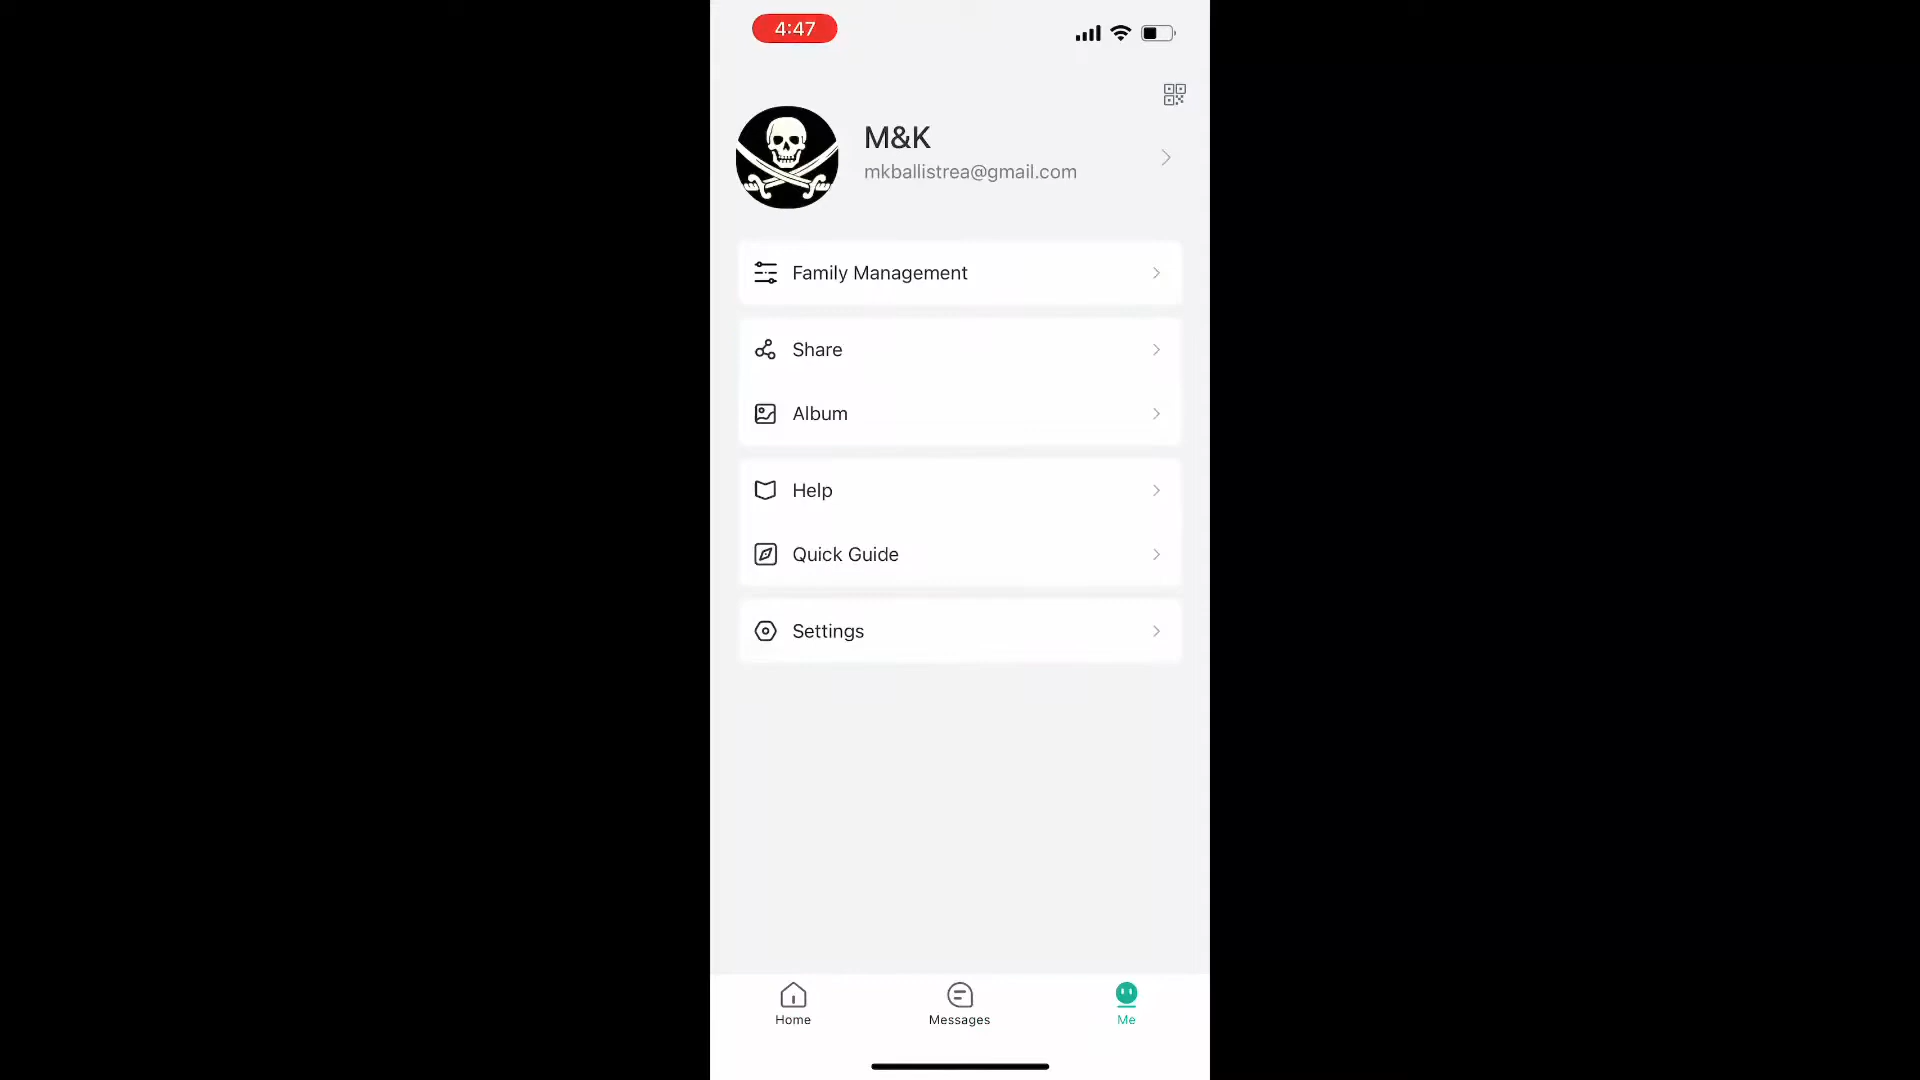 4:47
M&K
mkballistrea@gmail.com
Family Management
Share
Album
Help
Quick Guide
Settings
Home
Messages
Me